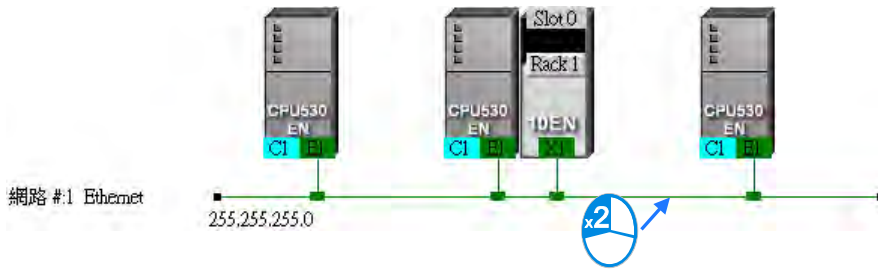 Slot 0
Rack 1
CPU530
EN
C1 E1
CPU530
EN
C1 E1
10EN
X1
CPU530
EN
C1 E1
網路 #:1 Ethernet
255,255,255,0
x2